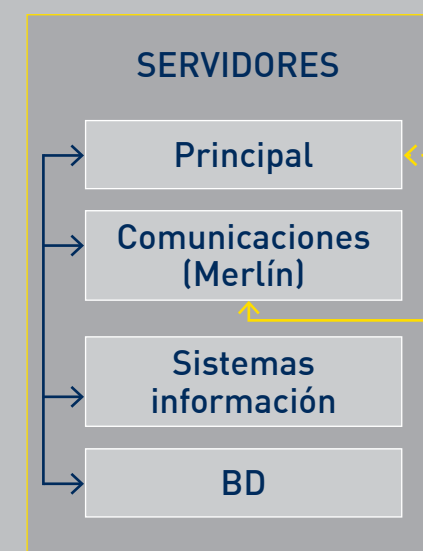 SERVIDORES
Principal
Comunicaciones
(Merlín)
Sistemas
información
BD